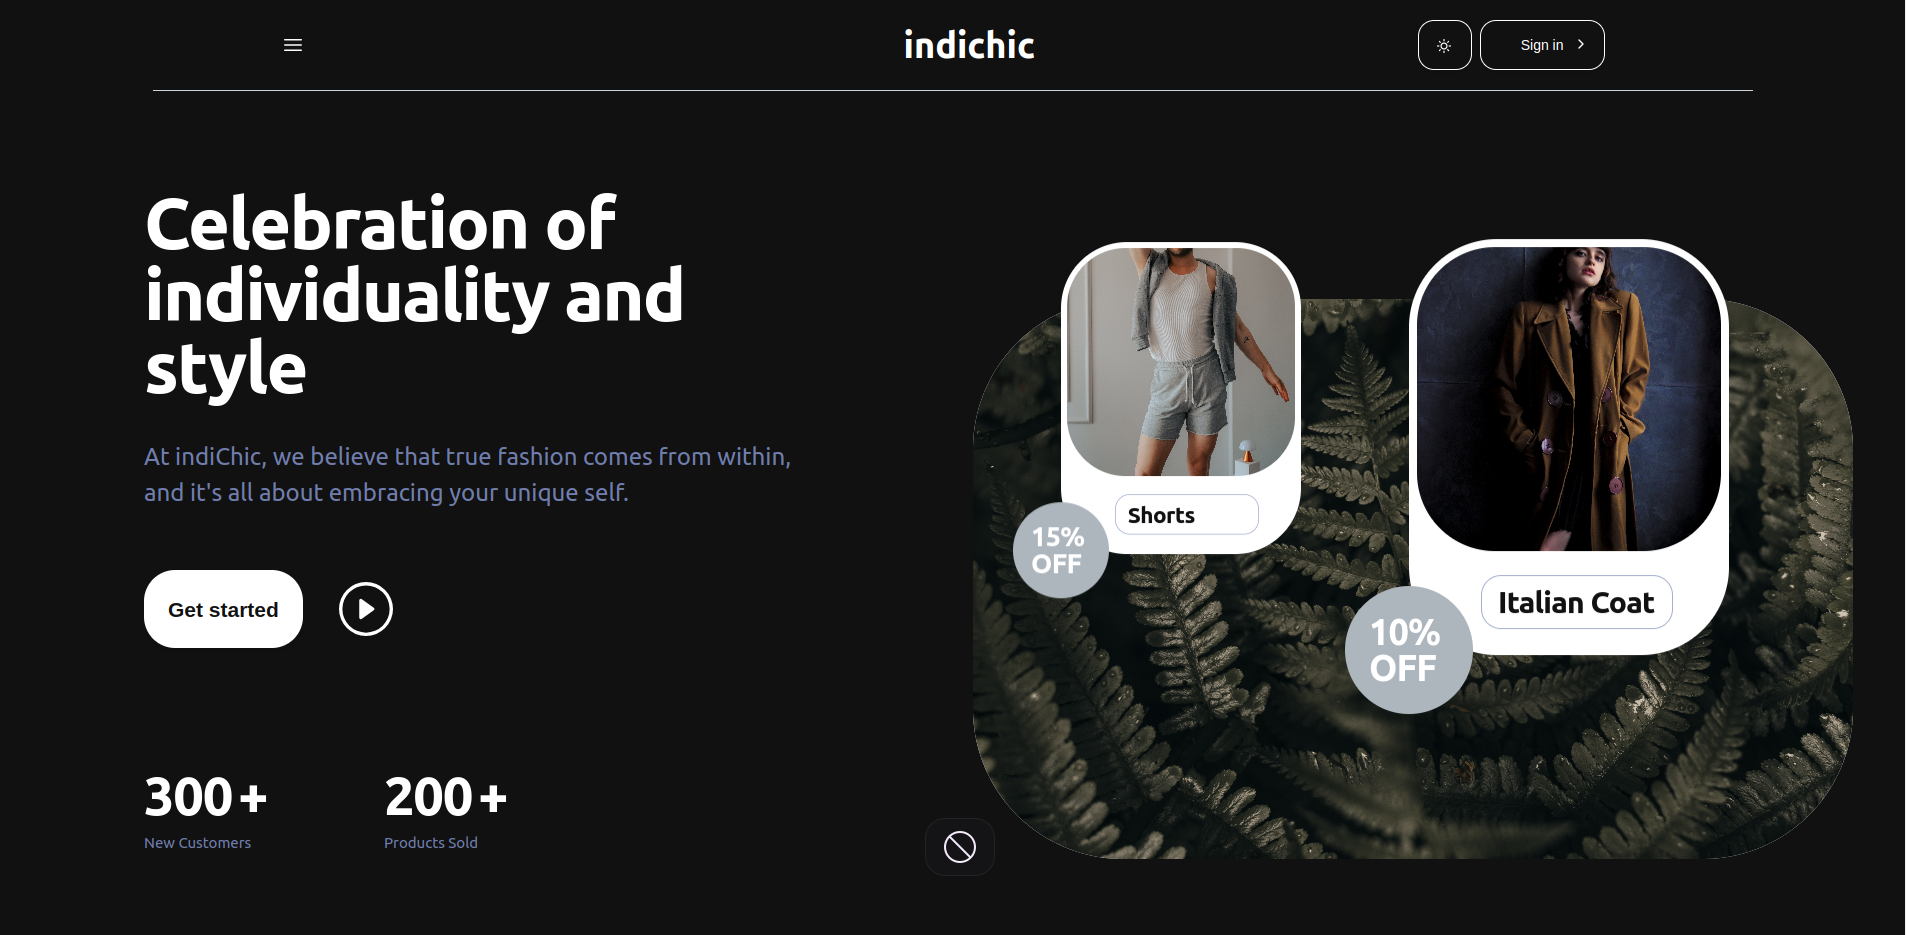 indichic
Sign in
Celebration of
individuality and
style
At indiChic, we believe that true fashion comes from within,
and it's all about embracing your unique self.
Get started
300+
New Customers
200+
Products Sold
Shorts
15%
OFF
Italian Coat
10%
OFF